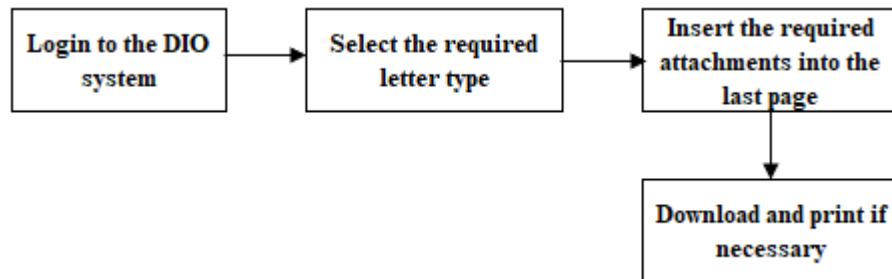 Login to the DIO
system
Select the required
letter type
Insert the required
attachments into the
last page
Download and print if
necessary